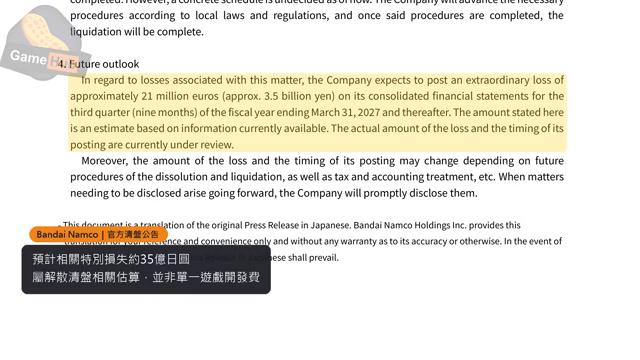 completed. However, a concrete schedule is undecided as of now. The Company will advance the necessary
procedures according to local laws and regulations, and once said procedures are completed, the
liquidation will be complete.
Game
4. Future outlook
In regard to losses associated with this matter, the Company expects to post an extraordinary loss of
approximately 21 million euros (approx. 3.5 billion yen) on its consolidated financial statements for the
third quarter (nine months) of the fiscal year ending March 31, 2027 and thereafter. The amount stated here
is an estimate based on information currently available. The actual amount of the loss and the timing of its
posting are currently under review.
Moreover, the amount of the loss and the timing of its posting may change depending on future
procedures of the dissolution and liquidation, as well as tax and accounting treatment, etc. When matters
needing to be disclosed arise going forward, the Company will promptly disclose them.
- This document is a translation of the original Press Release in Japanese. Bandai Namco Holdings Inc. provides this
Bandai Namco｜官方清盤公告
translation for your reference and convenience only and without any warranty as to its accuracy or otherwise. In the event of
預計相關特別損失約35億日圓
shall prevail.
屬解散清盤相關估算，並非單一遊戲開發費